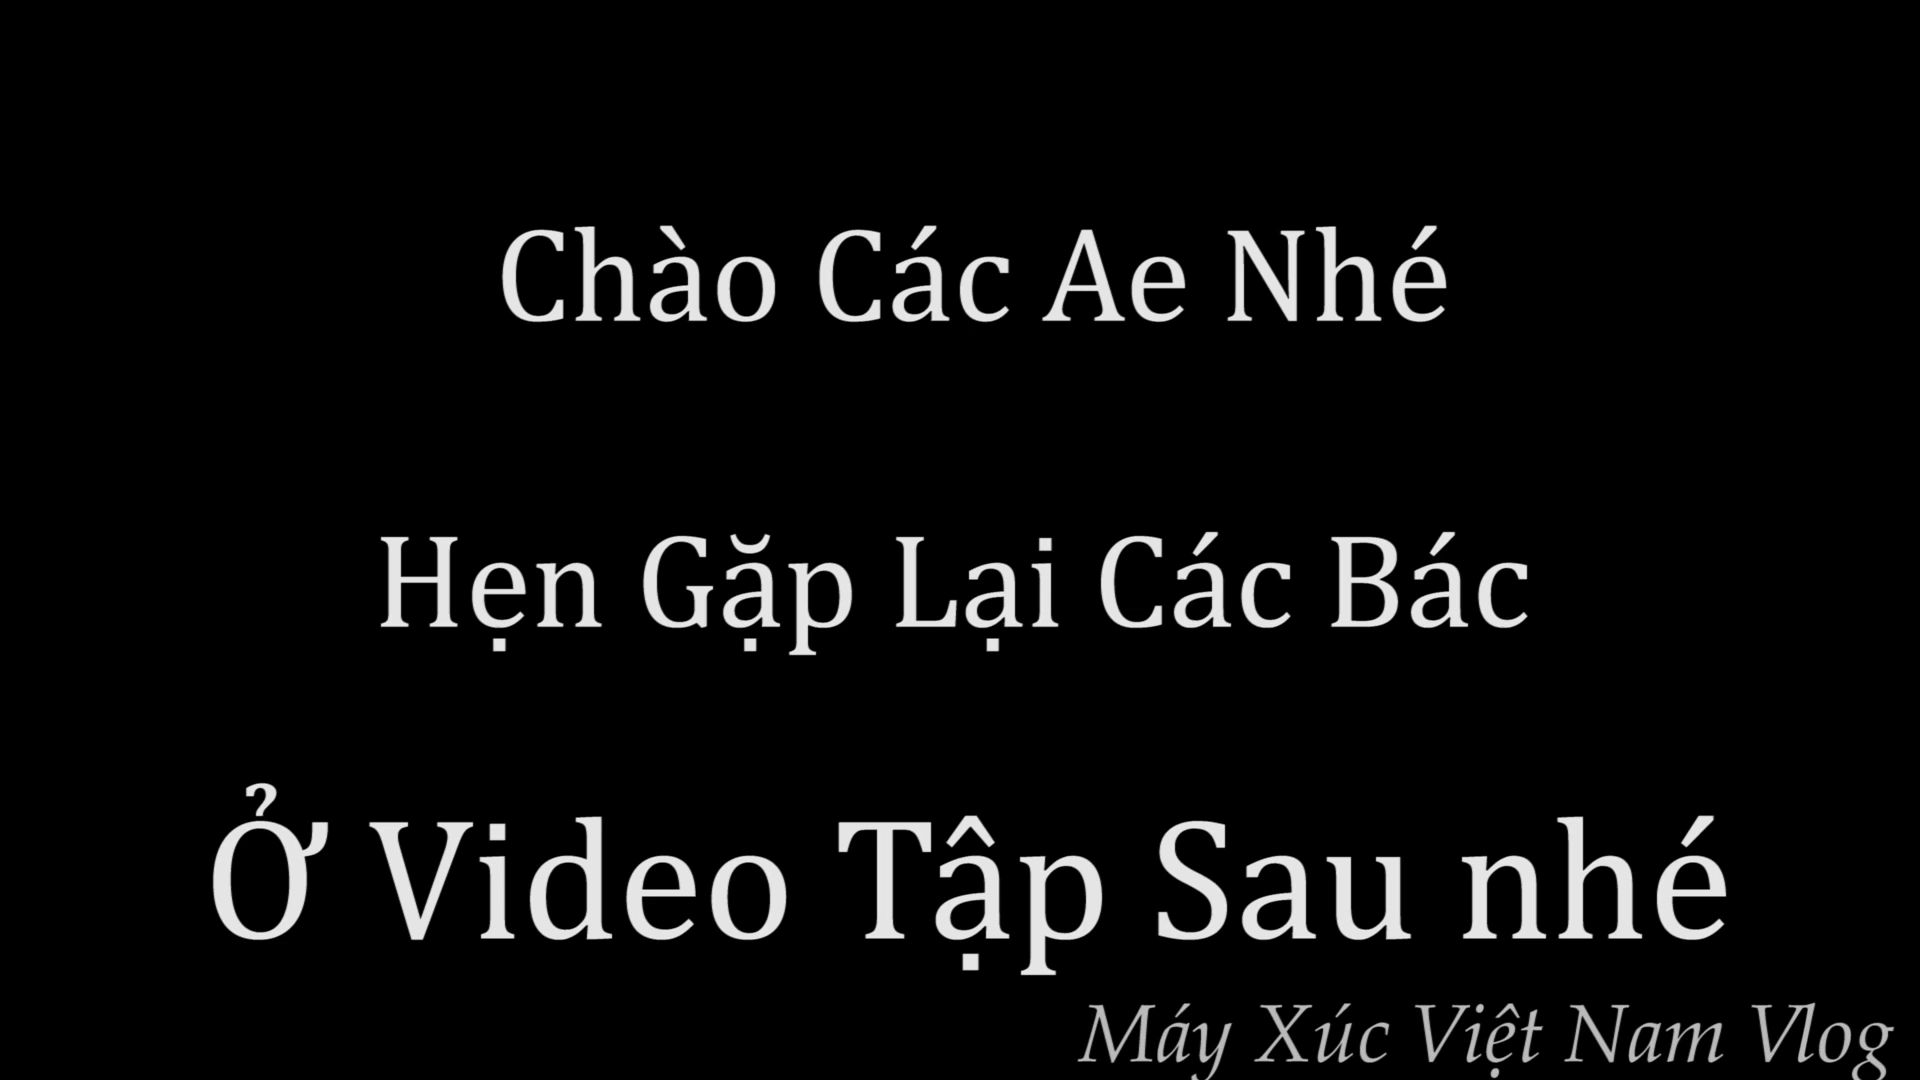 Chào Các Ae Nhé
Hẹn Gặp Lại Các Bác
Ở Video Tập Sau nhé
Máy Xúc Việt Nam Vlog